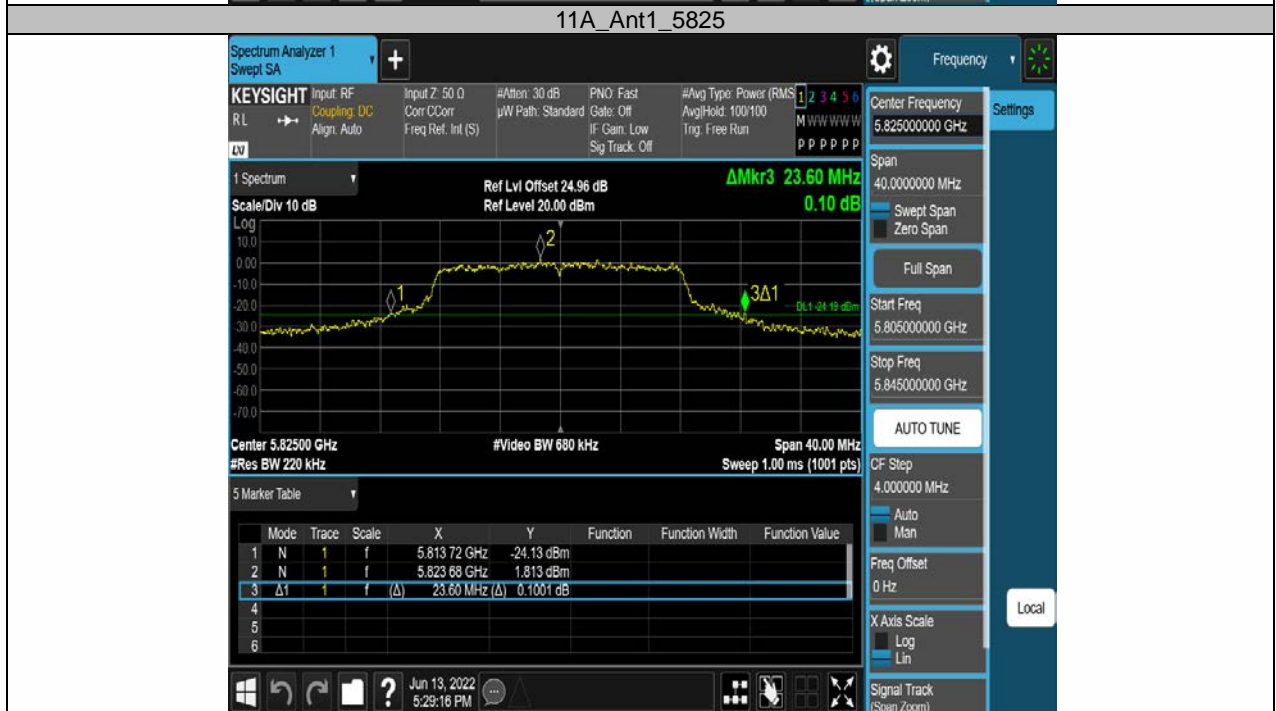 11A_Ant1_5825
Spectrum Analyzer 1
Swept SA
+
Frequency
KEYSIGHT
RL
LXI
Input: RF
Coupling: DC
Align: Auto
Input Z: 50 Ω
Corr CCorr
Freq Ref: Int (S)
#Atten: 30 dB
µW Path: Standard
PNO: Fast
Gate: Off
IF Gain: Low
Sig Track: Off
#Avg Type: Power (RMS
Avg|Hold: 100/100
Trig: Free Run
1 2 3 4 5 6
M W W W W W
P P P P P P
Center Frequency
5.825000000 GHz
Settings
Span
40.0000000 MHz
Swept Span
Zero Span
Full Span
Start Freq
5.805000000 GHz
Stop Freq
5.845000000 GHz
AUTO TUNE
CF Step
4.000000 MHz
Auto
Man
Freq Offset
0 Hz
X Axis Scale
Log
Lin
Signal Track
(Span Zoom)
Local
1 Spectrum
Scale/Div 10 dB
Ref Lvl Offset 24.96 dB
Ref Level 20.00 dBm
ΔMkr3 23.60 MHz
0.10 dB
Log
10.0
0.00
-10.0
-20.0
-30.0
-40.0
-50.0
-60.0
-70.0
1
2
3Δ1
DL1 -24.19 dBm
Center 5.82500 GHz
#Res BW 220 kHz
#Video BW 680 kHz
Span 40.00 MHz
Sweep 1.00 ms (1001 pts)
5 Marker Table
Mode Trace Scale X Y Function Function Width Function Value
1 N 1 f 5.813 72 GHz -24.13 dBm
2 N 1 f 5.823 68 GHz 1.813 dBm
3 Δ1 1 f (Δ) 23.60 MHz (Δ) 0.1001 dB
4
5
6
?
Jun 13, 2022
5:29:16 PM